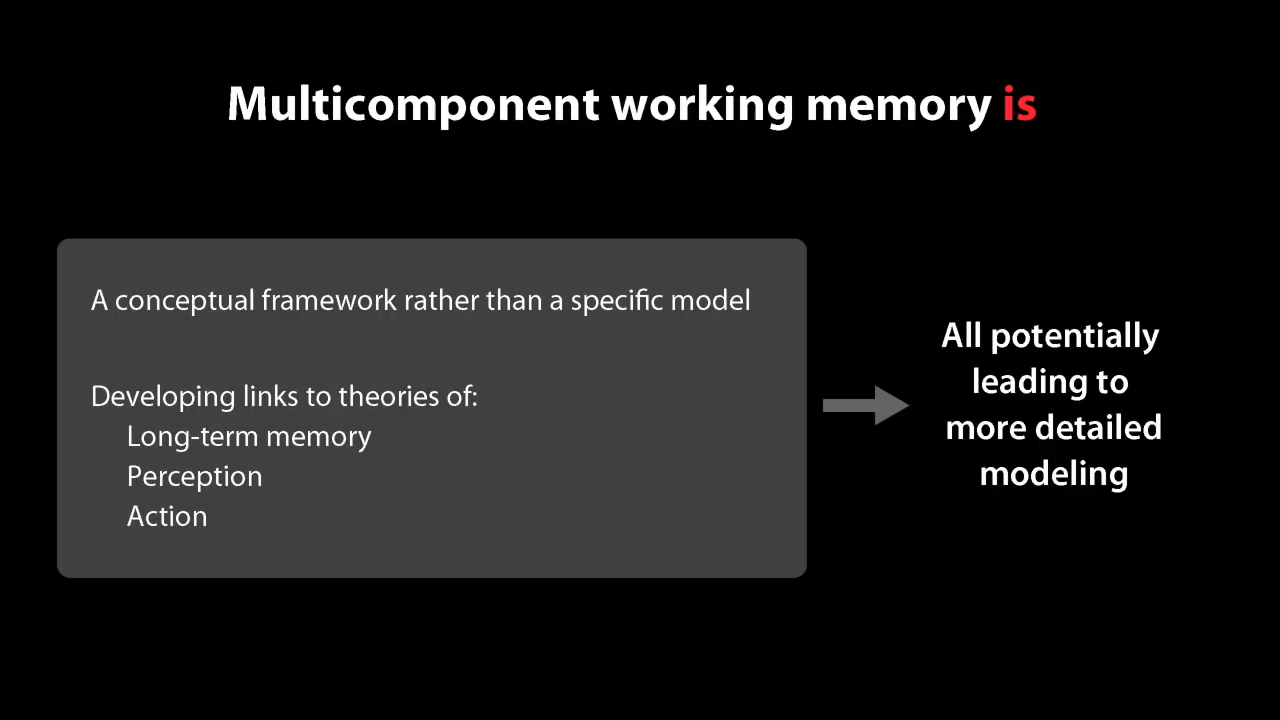 Multicomponent working memory is
A conceptual framework rather than a specific model
Developing links to theories of:
Long-term memory
Perception
Action
All potentially
leading to
more detailed
modeling